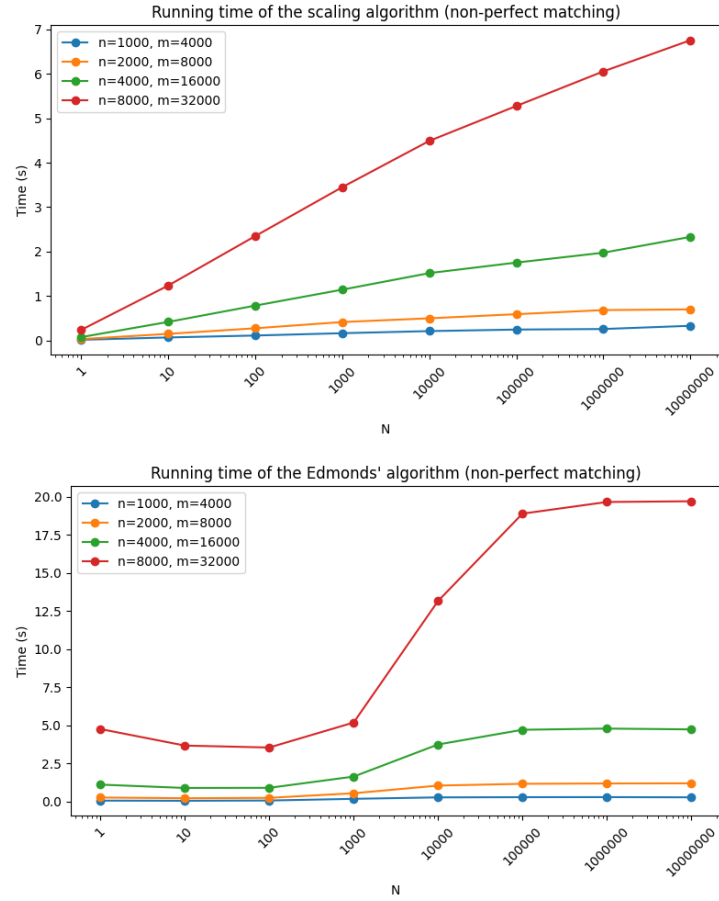 Running time of the scaling algorithm (non-perfect matching)
n=1000, m=4000
n=2000, m=8000
n=4000, m=16000
n=8000, m=32000
Time (s)
7
6
5
4
3
2
1
0
1
10
100
1000
10000
100000
1000000
10000000
N
Running time of the Edmonds' algorithm (non-perfect matching)
n=1000, m=4000
n=2000, m=8000
n=4000, m=16000
n=8000, m=32000
Time (s)
20.0
17.5
15.0
12.5
10.0
7.5
5.0
2.5
0.0
1
10
100
1000
10000
100000
1000000
10000000
N